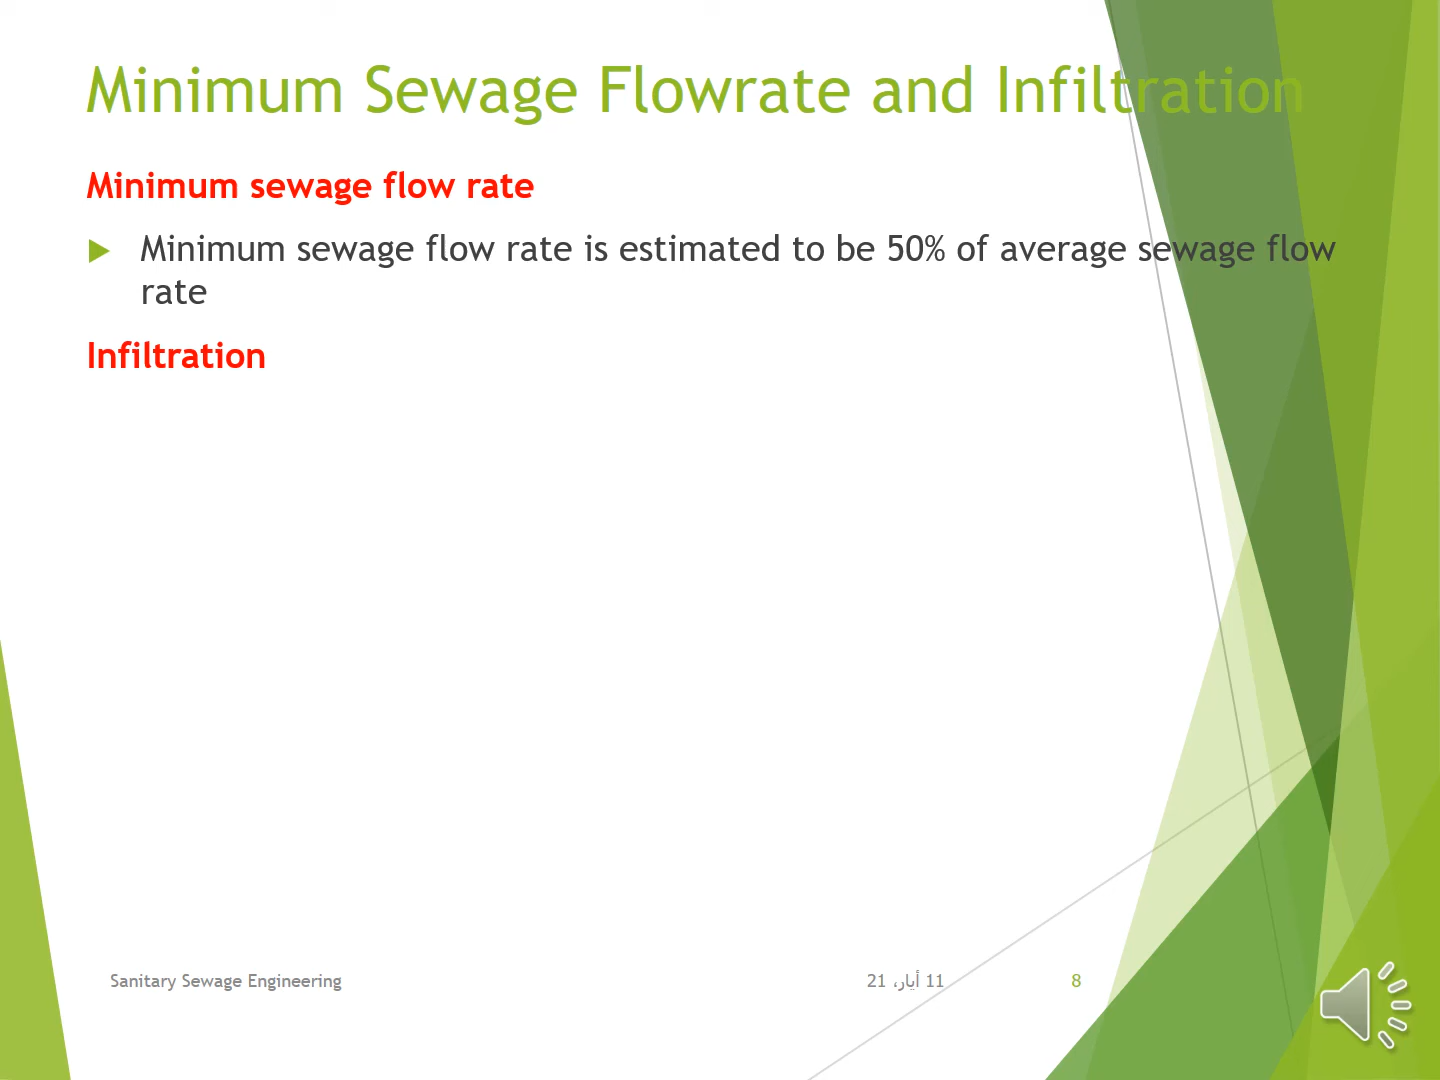 Minimum Sewage Flowrate and Infiltration
Minimum sewage flow rate
Minimum sewage flow rate is estimated to be 50% of average sewage flow
rate
Infiltration
Sanitary Sewage Engineering
11 أيار، 21
8